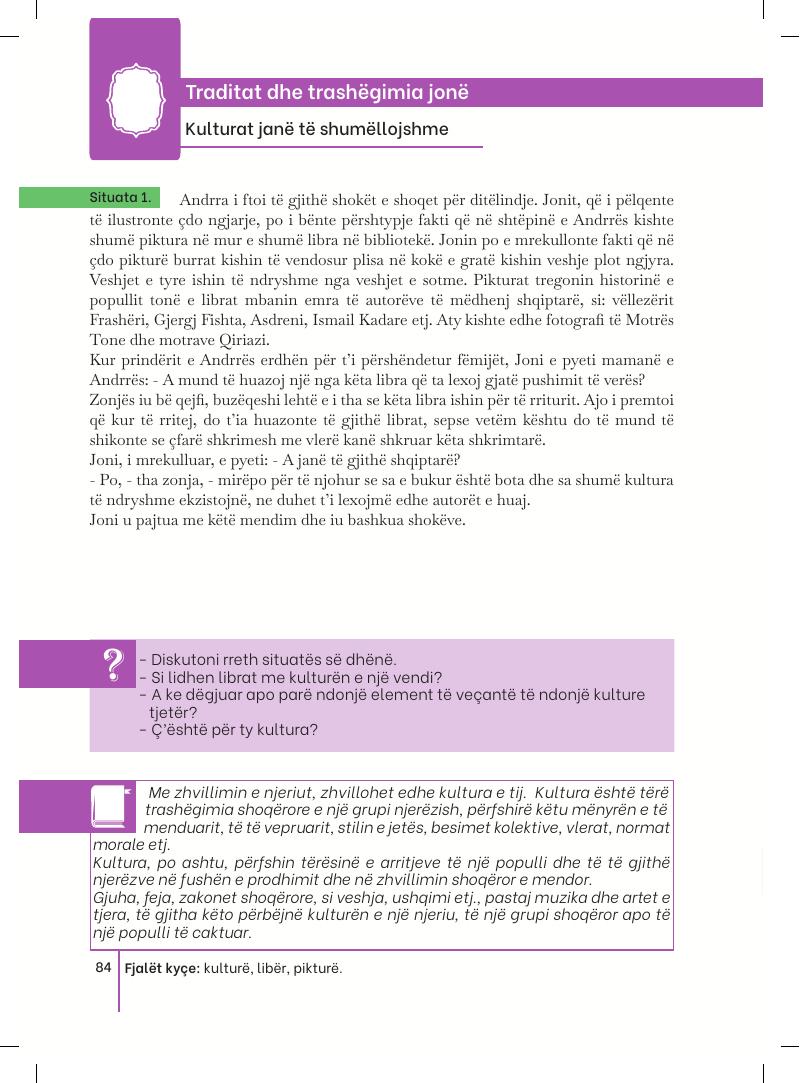 Traditat dhe trashëgimia jonë
Kulturat janë të shumëllojshme
Situata 1. Andrra i ftoi të gjithë shokët e shoqet për ditëlindje. Jonit, që i pëlqente
të ilustronte çdo ngjarje, po i bënte përshtypje fakti që në shtëpinë e Andrrës kishte
shumë piktura në mur e shumë libra në bibliotekë. Jonin po e mrekullonte fakti që në
çdo pikturë burrat kishin të vendosur plisa në kokë e gratë kishin veshje plot ngjyra.
Veshjet e tyre ishin të ndryshme nga veshjet e sotme. Pikturat tregonin historinë e
popullit tonë e librat mbanin emra të autorëve të mëdhenj shqiptarë, si: vëllezërit
Frashëri, Gjergj Fishta, Asdreni, Ismail Kadare etj. Aty kishte edhe fotografi të Motrës
Tone dhe motrave Qiriazi.
Kur prindërit e Andrrës erdhën për t’i përshëndetur fëmijët, Joni e pyeti mamanë e
Andrrës: - A mund të huazoj një nga këta libra që ta lexoj gjatë pushimit të verës?
Zonjës iu bë qejfi, buzëqeshi lehtë e i tha se këta libra ishin për të rriturit. Ajo i premtoi
që kur të rritej, do t’ia huazonte të gjithë librat, sepse vetëm kështu do të mund të
shikonte se çfarë shkrimesh me vlerë kanë shkruar këta shkrimtarë.
Joni, i mrekulluar, e pyeti: - A janë të gjithë shqiptarë?
- Po, - tha zonja, - mirëpo për të njohur se sa e bukur është bota dhe sa shumë kultura
të ndryshme ekzistojnë, ne duhet t’i lexojmë edhe autorët e huaj.
Joni u pajtua me këtë mendim dhe iu bashkua shokëve.
?
- Diskutoni rreth situatës së dhënë.
- Si lidhen librat me kulturën e një vendi?
- A ke dëgjuar apo parë ndonjë element të veçantë të ndonjë kulture
tjetër?
- Ç’është për ty kultura?
Me zhvillimin e njeriut, zhvillohet edhe kultura e tij. Kultura është tërë
trashëgimia shoqërore e një grupi njerëzish, përfshirë këtu mënyrën e të
menduarit, të të vepruarit, stilin e jetës, besimet kolektive, vlerat, normat
morale etj.
Kultura, po ashtu, përfshin tërësinë e arritjeve të një populli dhe të të gjithë
njerëzve në fushën e prodhimit dhe në zhvillimin shoqëror e mendor.
Gjuha, feja, zakonet shoqërore, si veshja, ushqimi etj., pastaj muzika dhe artet e
tjera, të gjitha këto përbëjnë kulturën e një njeriu, të një grupi shoqëror apo të
një populli të caktuar.
84 Fjalët kyçe: kulturë, libër, pikturë.